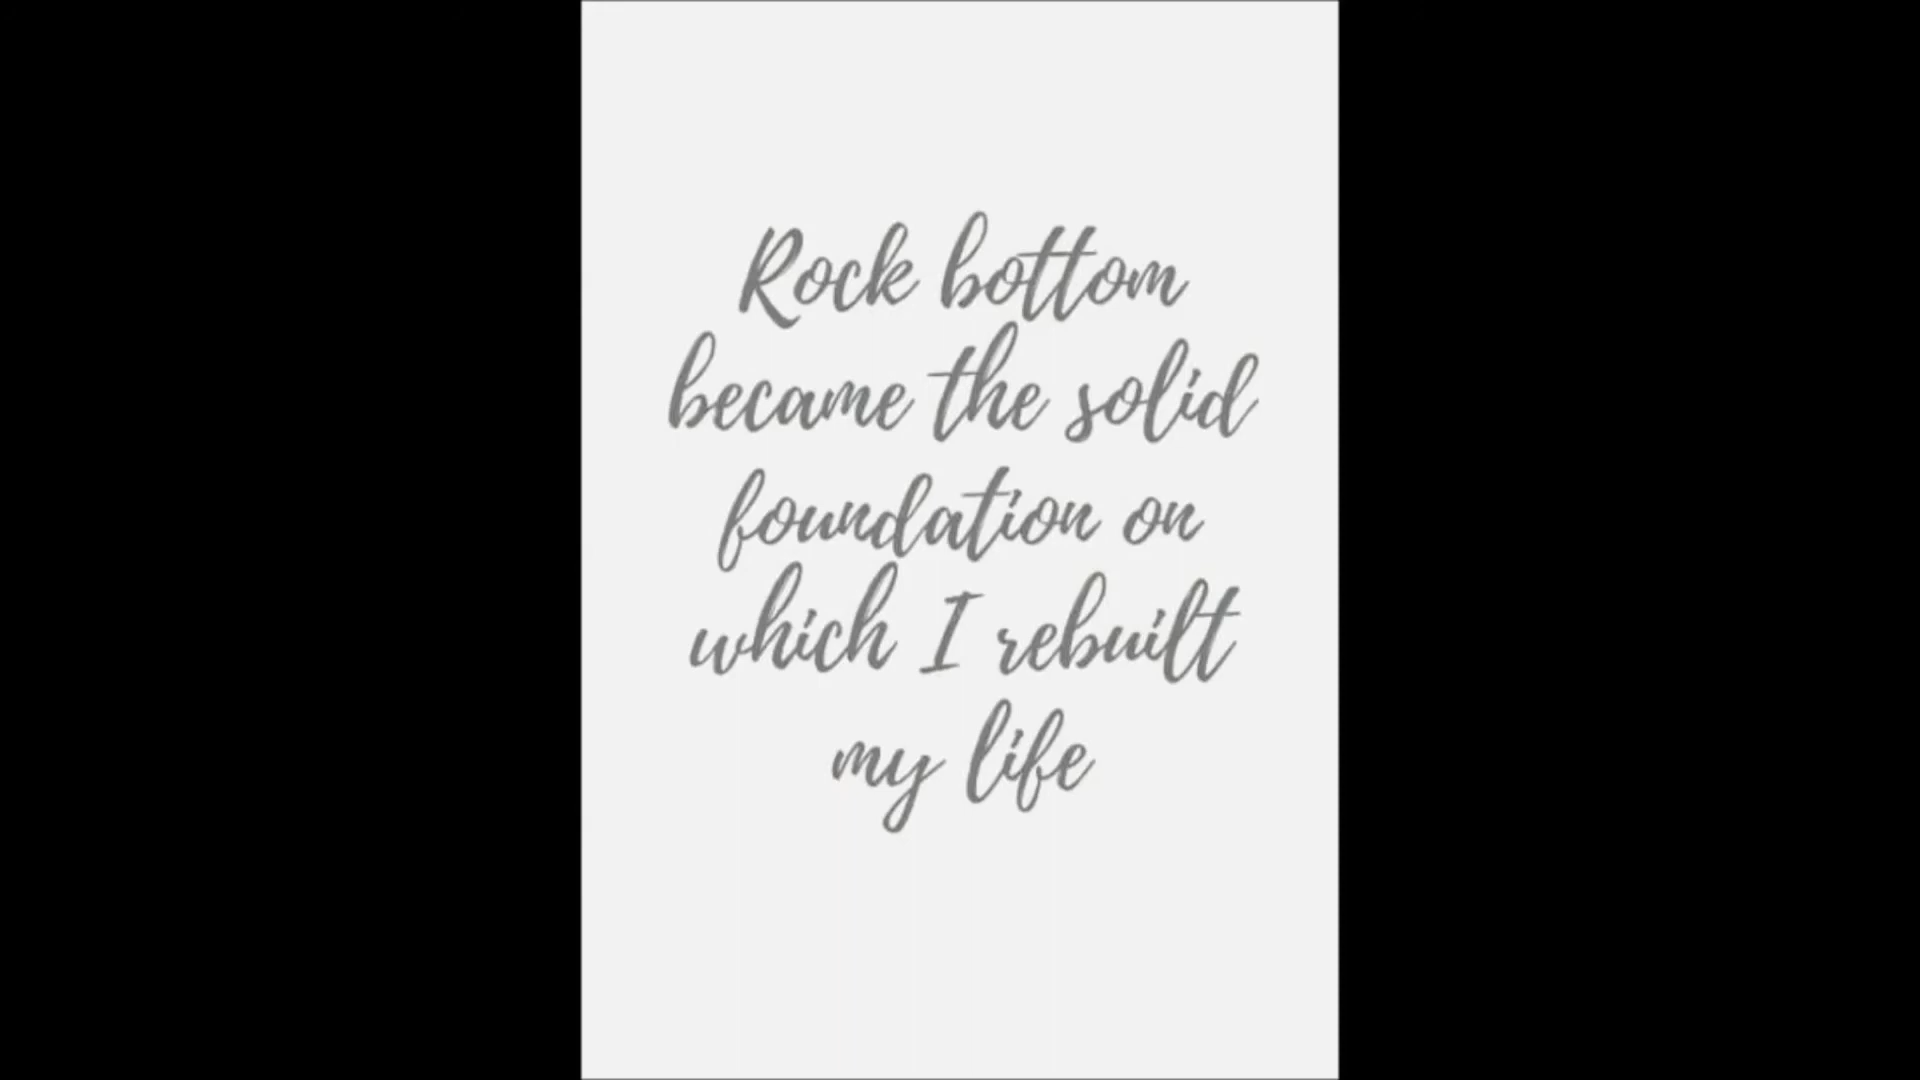 Rock bottom
became the solid
foundation on
which I rebuilt
my life